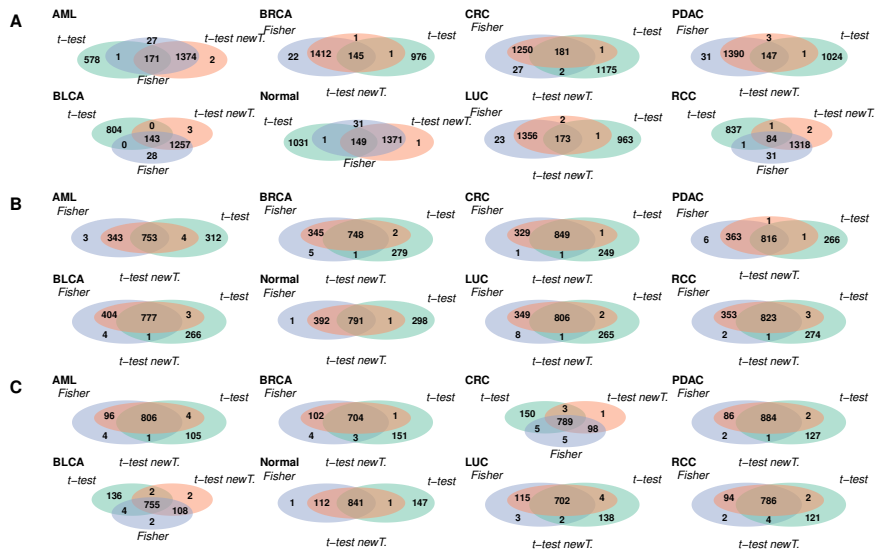 A
AML
t−test
27
t−test newT.
578
1
171
1374
2
Fisher
BRCA
Fisher
1
t−test
22
1412
145
1
976
t−test newT.
CRC
Fisher
t−test
1250
181
1
27
2
1175
t−test newT.
PDAC
Fisher
3
t−test
31
1390
147
1
1024
t−test newT.
BLCA
t−test
0
t−test newT.
804
3
143
0
1257
28
Fisher
Normal
t−test
31
t−test newT.
1031
1
149
1371
1
Fisher
LUC
Fisher
2
t−test
23
1356
173
1
963
t−test newT.
RCC
t−test
1
t−test newT.
837
2
84
1
1318
31
Fisher
B
AML
Fisher
t−test
3
343
753
4
312
t−test newT.
BRCA
Fisher
t−test
345
748
2
5
1
279
t−test newT.
CRC
Fisher
t−test
329
849
1
1
1
249
t−test newT.
PDAC
Fisher
1
t−test
6
363
816
1
266
t−test newT.
BLCA
Fisher
t−test
404
777
3
4
1
266
t−test newT.
Normal
Fisher
t−test
1
392
791
1
298
t−test newT.
LUC
Fisher
t−test
349
806
2
8
1
265
t−test newT.
RCC
Fisher
t−test
353
823
3
2
1
274
t−test newT.
C
AML
Fisher
t−test
96
806
4
4
1
105
t−test newT.
BRCA
Fisher
t−test
102
704
1
4
3
151
t−test newT.
CRC
t−test
3
t−test newT.
150
1
789
5
98
5
Fisher
PDAC
Fisher
t−test
86
884
2
2
1
127
t−test newT.
BLCA
t−test
2
t−test newT.
136
2
755
4
108
2
Fisher
Normal
Fisher
t−test
1
112
841
1
147
t−test newT.
LUC
Fisher
t−test
115
702
4
3
2
138
t−test newT.
RCC
Fisher
t−test
94
786
2
2
4
121
t−test newT.